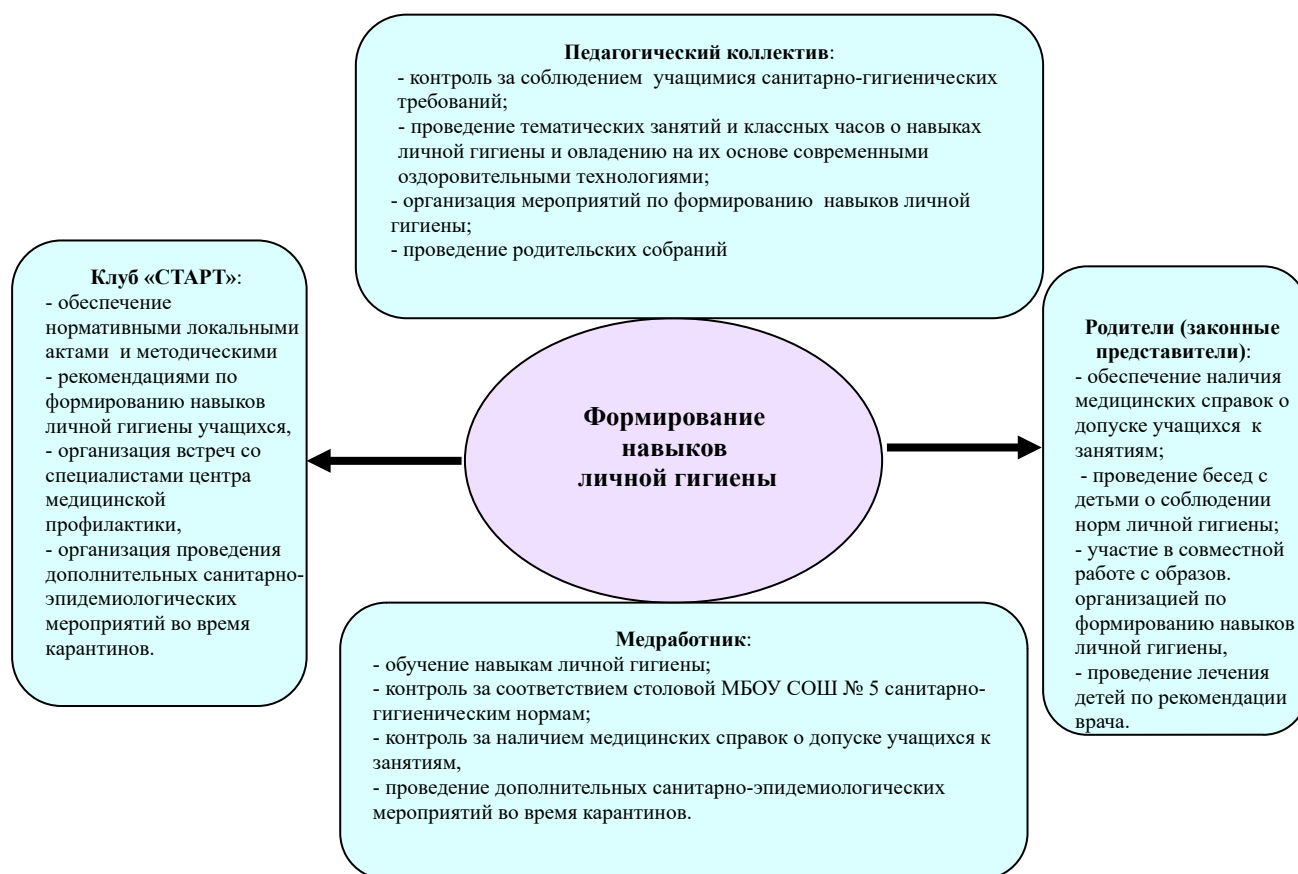 Педагогический коллектив:
- контроль за соблюдением учащимися санитарно-гигиенических
требований;
- проведение тематических занятий и классных часов о навыках
личной гигиены и овладению на их основе современными
оздоровительными технологиями;
- организация мероприятий по формированию навыков личной
гигиены;
- проведение родительских собраний
Клуб «СТАРТ»:
- обеспечение
нормативными локальными
актами и методическими
- рекомендациями по
формированию навыков
личной гигиены учащихся,
- организация встреч со
специалистами центра
медицинской
профилактики,
- организация проведения
дополнительных санитарно-
эпидемиологических
мероприятий во время
карантинов.
Формирование
навыков
личной гигиены
Родители (законные
представители):
- обеспечение наличия
медицинских справок о
допуске учащихся к
занятиям;
- проведение бесед с
детьми о соблюдении
норм личной гигиены;
- участие в совместной
работе с образов.
организацией по
формированию навыков
личной гигиены,
- проведение лечения
детей по рекомендации
врача.
Медработник:
- обучение навыкам личной гигиены;
- контроль за соответствием столовой МБОУ СОШ № 5 санитарно-
гигиеническим нормам;
- контроль за наличием медицинских справок о допуске учащихся к
занятиям,
- проведение дополнительных санитарно-эпидемиологических
мероприятий во время карантинов.